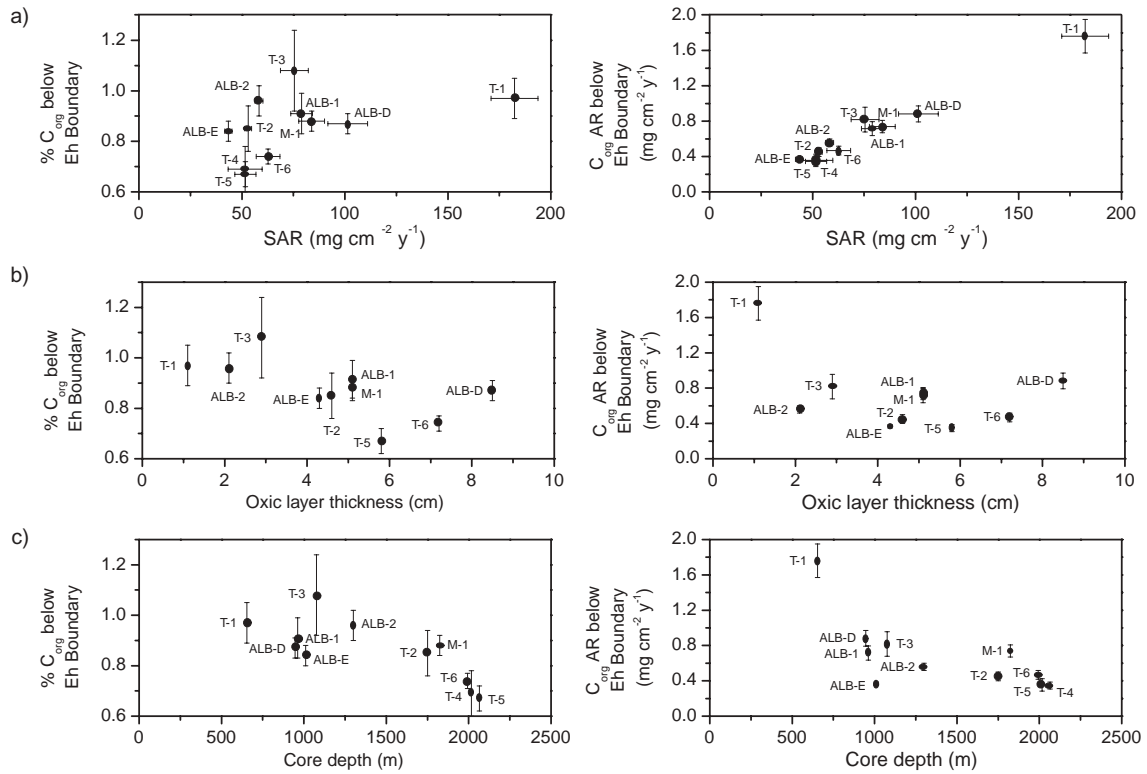 a)
% C_org below
Eh Boundary
1.2
1.0
0.8
0.6
T-3
ALB-2
ALB-1
T-1
ALB-D
ALB-E
T-2
M-1
T-4
T-6
T-5
0 50 100 150 200
SAR (mg cm ⁻² y⁻¹)
C_org AR below
Eh Boundary
(mg cm⁻² y⁻¹)
2.0
1.6
1.2
0.8
0.4
0.0
T-1
T-3
M-1
ALB-D
ALB-2
ALB-1
T-2
ALB-E
T-6
T-5
T-4
0 50 100 150 200
SAR (mg cm ⁻² y⁻¹)
b)
% C_org below
Eh Boundary
1.2
1.0
0.8
0.6
T-3
T-1
ALB-2
ALB-1
ALB-E
M-1
ALB-D
T-2
T-6
T-5
0 2 4 6 8 10
Oxic layer thickness (cm)
C_org AR below
Eh Boundary
(mg cm⁻² y⁻¹)
2.0
1.6
1.2
0.8
0.4
0.0
T-1
T-3
ALB-1
ALB-D
M-1
ALB-2
T-2
T-6
ALB-E
T-5
0 2 4 6 8 10
Oxic layer thickness (cm)
c)
% C_org below
Eh Boundary
1.2
1.0
0.8
0.6
T-3
T-1
ALB-2
ALB-1
ALB-D
M-1
T-2
ALB-E
T-6
T-4
T-5
0 500 1000 1500 2000 2500
Core depth (m)
C_org AR below
Eh Boundary
(mg cm⁻² y⁻¹)
2.0
1.6
1.2
0.8
0.4
0.0
T-1
ALB-D
T-3
ALB-1
M-1
ALB-2
T-6
T-2
ALB-E
T-5
T-4
0 500 1000 1500 2000 2500
Core depth (m)